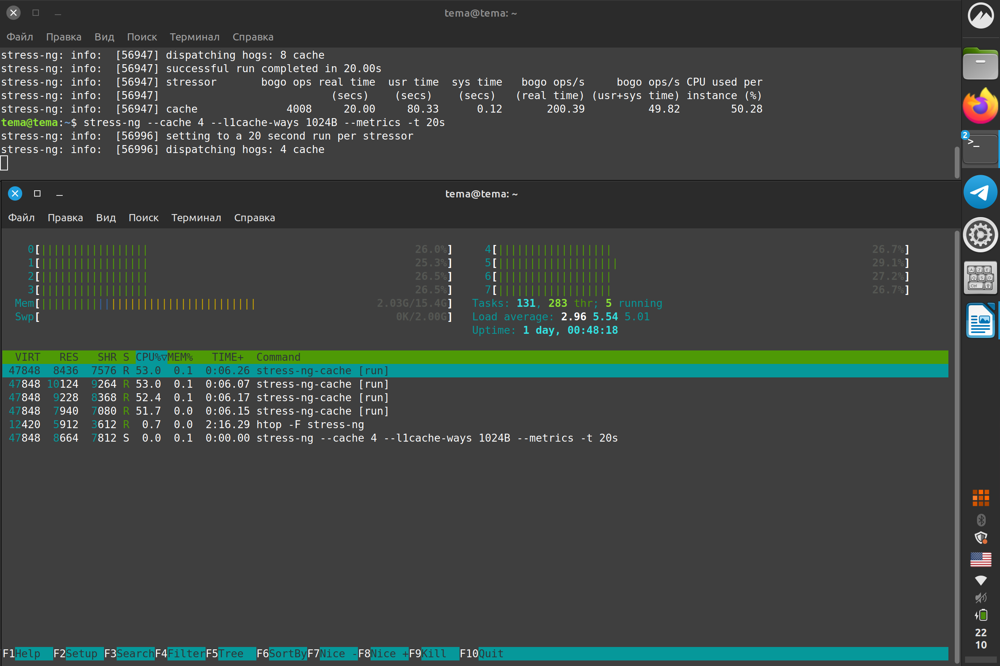 tema@tema: ~
Файл Правка Вид Поиск Терминал Справка
stress-ng: info:  [56947] dispatching hogs: 8 cache
stress-ng: info:  [56947] successful run completed in 20.00s
stress-ng: info:  [56947] stressor       bogo ops real time  usr time  sys time   bogo ops/s     bogo ops/s CPU used per
stress-ng: info:  [56947]                           (secs)    (secs)    (secs)   (real time) (usr+sys time) instance (%)
stress-ng: info:  [56947] cache              4008     20.00     80.33      0.12       200.39          49.82        50.28
tema@tema:~$ stress-ng --cache 4 --l1cache-ways 1024B --metrics -t 20s
stress-ng: info:  [56996] setting to a 20 second run per stressor
stress-ng: info:  [56996] dispatching hogs: 4 cache
tema@tema: ~
Файл Правка Вид Поиск Терминал Справка
0[|||||||||||||||||                26.0%]   4[||||||||||||||||||                26.7%]
1[|||||||||||||||||                25.3%]   5[|||||||||||||||||||               29.1%]
2[|||||||||||||||||                26.5%]   6[||||||||||||||||||                27.2%]
3[|||||||||||||||||                26.5%]   7[||||||||||||||||||                26.7%]
Mem[||||||||||||||||||||||||||||||||||     2.03G/15.4G]   Tasks: 131, 283 thr; 5 running
Swp[                                 0K/2.00G]   Load average: 2.96 5.54 5.01
Uptime: 1 day, 00:48:18
VIRT   RES   SHR S CPU%▽MEM%   TIME+  Command
47848  8436  7576 R 53.0  0.1  0:06.26 stress-ng-cache [run]
47848 10124  9264 R 53.0  0.1  0:06.07 stress-ng-cache [run]
47848  9228  8368 R 52.4  0.1  0:06.17 stress-ng-cache [run]
47848  7940  7080 R 51.7  0.0  0:06.15 stress-ng-cache [run]
12420  5912  3612 R  0.7  0.0  2:16.29 htop -F stress-ng
47848  8664  7812 S  0.0  0.1  0:00.00 stress-ng --cache 4 --l1cache-ways 1024B --metrics -t 20s
F1Help  F2Setup F3SearchF4FilterF5Tree  F6SortByF7Nice -F8Nice +F9Kill  F10Quit
2
>_
A Z E
Q S D
Ctrl
22
10